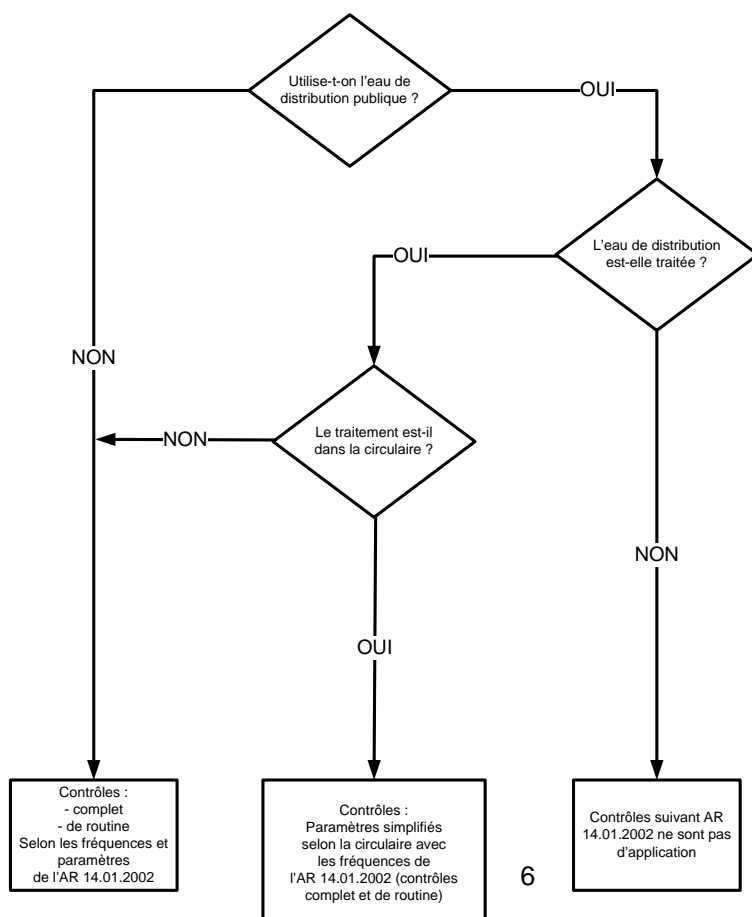 Utilise-t-on l'eau de
distribution publique ?
OUI
L'eau de distribution
est-elle traitée ?
OUI
NON
Le traitement est-il
dans la circulaire ?
NON
NON
OUI
Contrôles :
- complet
- de routine
Selon les fréquences et
paramètres
de l'AR 14.01.2002
Contrôles :
Paramètres simplifiés
selon la circulaire avec
les fréquences de
l'AR 14.01.2002 (contrôles
complet et de routine)
6
Contrôles suivant AR
14.01.2002 ne sont pas
d'application